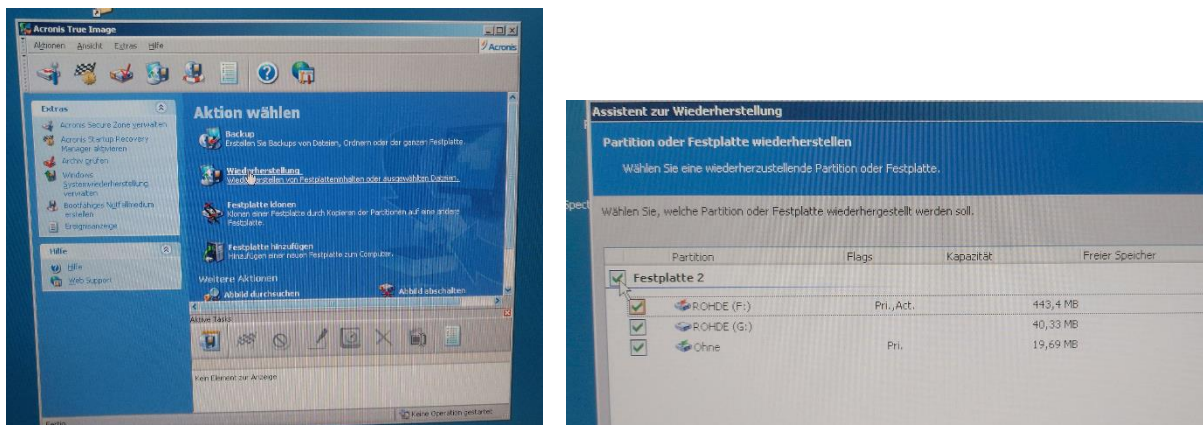 Acronis True Image
Aktionen Ansicht Extras Hilfe
Acronis
Extras
Acronis Secure Zone verwalten
Acronis Startup Recovery
Manager aktivieren
Archiv prüfen
Windows
Systemwiederherstellung
verwalten
Bootfähiges Notfallmedium
erstellen
Ereignisanzeige
Hilfe
Hilfe
Web Support
Aktion wählen
Backup
Erstellen Sie Backups von Dateien, Ordnern oder der ganzen Festplatte.
Wiederherstellung
Wiederherstellen von Festplatteninhalten oder ausgewählten Dateien.
Festplatte klonen
Klonen einer Festplatte durch Kopieren der Partitionen auf eine andere
Festplatte.
Festplatte hinzufügen
Hinzufügen einer neuen Festplatte zum Computer.
Weitere Aktionen
Abbild durchsuchen
Abbild abschalten
Aktive Tasks
Kein Element zur Anzeige
Keine Operation gestartet
Fertig
Assistent zur Wiederherstellung
Partition oder Festplatte wiederherstellen
Wählen Sie eine wiederherzustellende Partition oder Festplatte.
Spect
Wählen Sie, welche Partition oder Festplatte wiederhergestellt werden soll.
Partition Flags Kapazität Freier Speicher
Festplatte 2
ROHDE (F:) Pri.,Act. 443,4 MB
ROHDE (G:) 40,33 MB
Ohne Pri. 19,69 MB